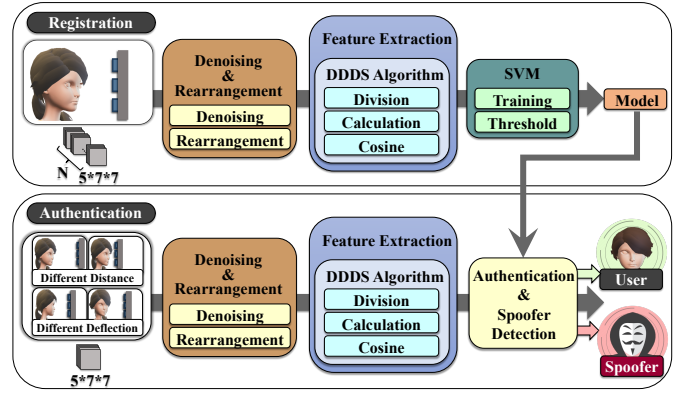 Registration
N
5*7*7
Denoising
&
Rearrangement
Denoising
Rearrangement
Feature Extraction
DDDS Algorithm
Division
Calculation
Cosine
SVM
Training
Threshold
Model
Authentication
Different Distance
Different Deflection
5*7*7
Denoising
&
Rearrangement
Denoising
Rearrangement
Feature Extraction
DDDS Algorithm
Division
Calculation
Cosine
Authentication
&
Spoofer
Detection
User
Spoofer